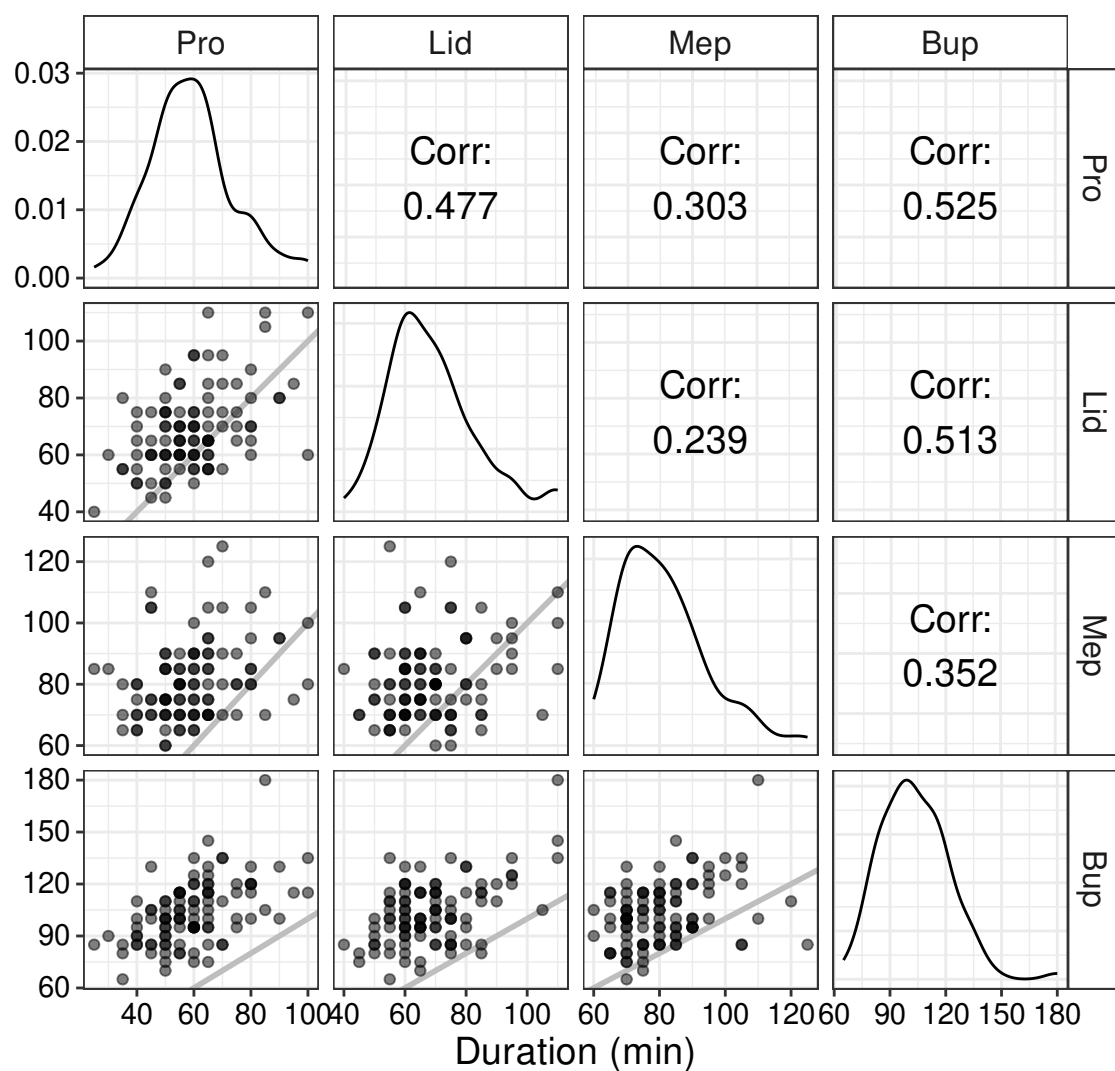 Pro Lid Mep Bup
0.03
0.02
0.01
0.00
Corr:
0.477
Corr:
0.303
Corr:
0.525
Pro
100
80
60
40
Corr:
0.239
Corr:
0.513
Lid
120
100
80
60
Corr:
0.352
Mep
180
150
120
90
60
Bup
40 60 80 100 40 60 80 100 60 80 100 120 60 90 120 150 180
Duration (min)